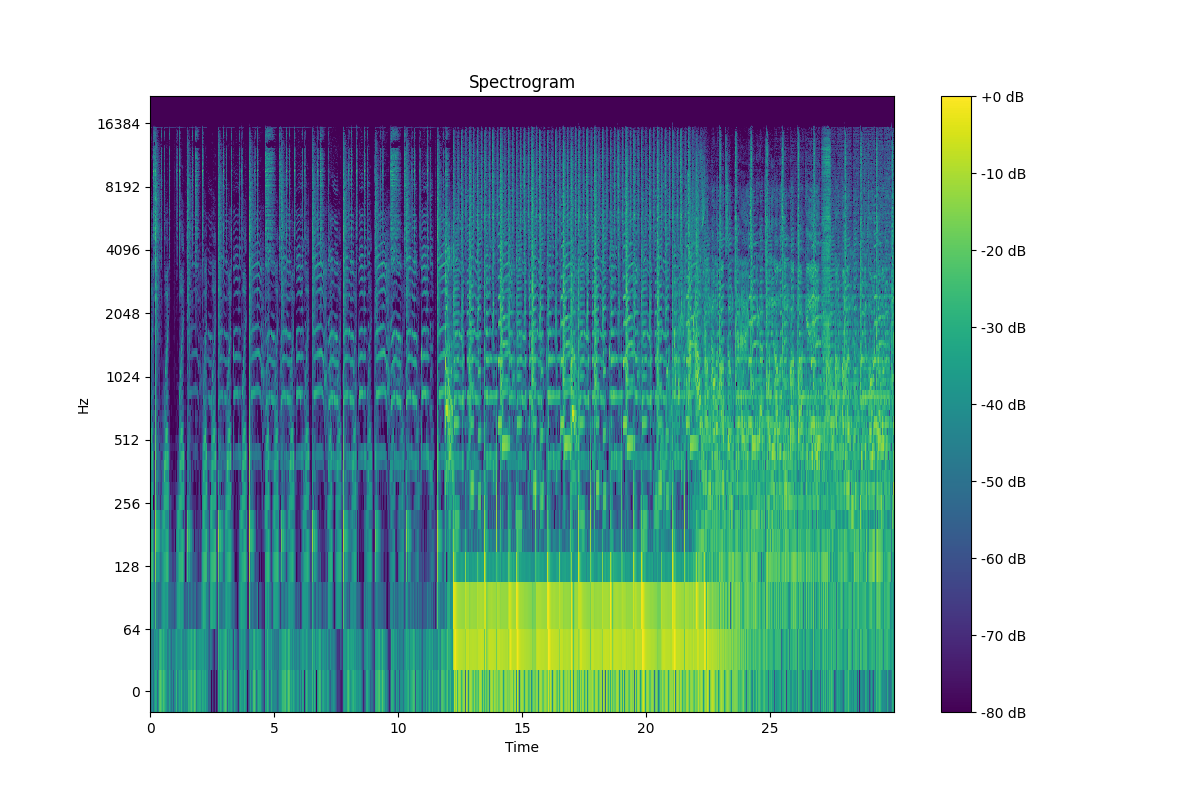 Spectrogram
Hz
16384
8192
4096
2048
1024
512
256
128
64
0
0
5
10
15
20
25
Time
+0 dB
-10 dB
-20 dB
-30 dB
-40 dB
-50 dB
-60 dB
-70 dB
-80 dB